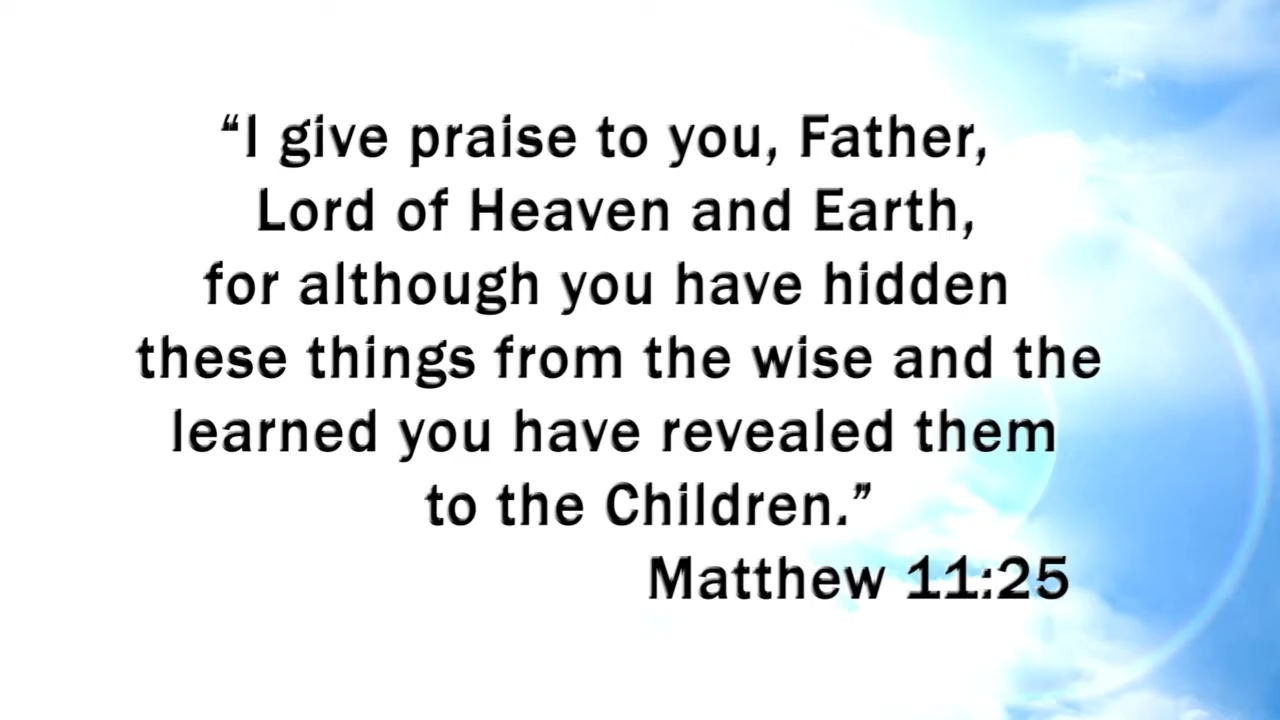 “I give praise to you, Father,
Lord of Heaven and Earth,
for although you have hidden
these things from the wise and the
learned you have revealed them
to the Children.”
Matthew 11:25